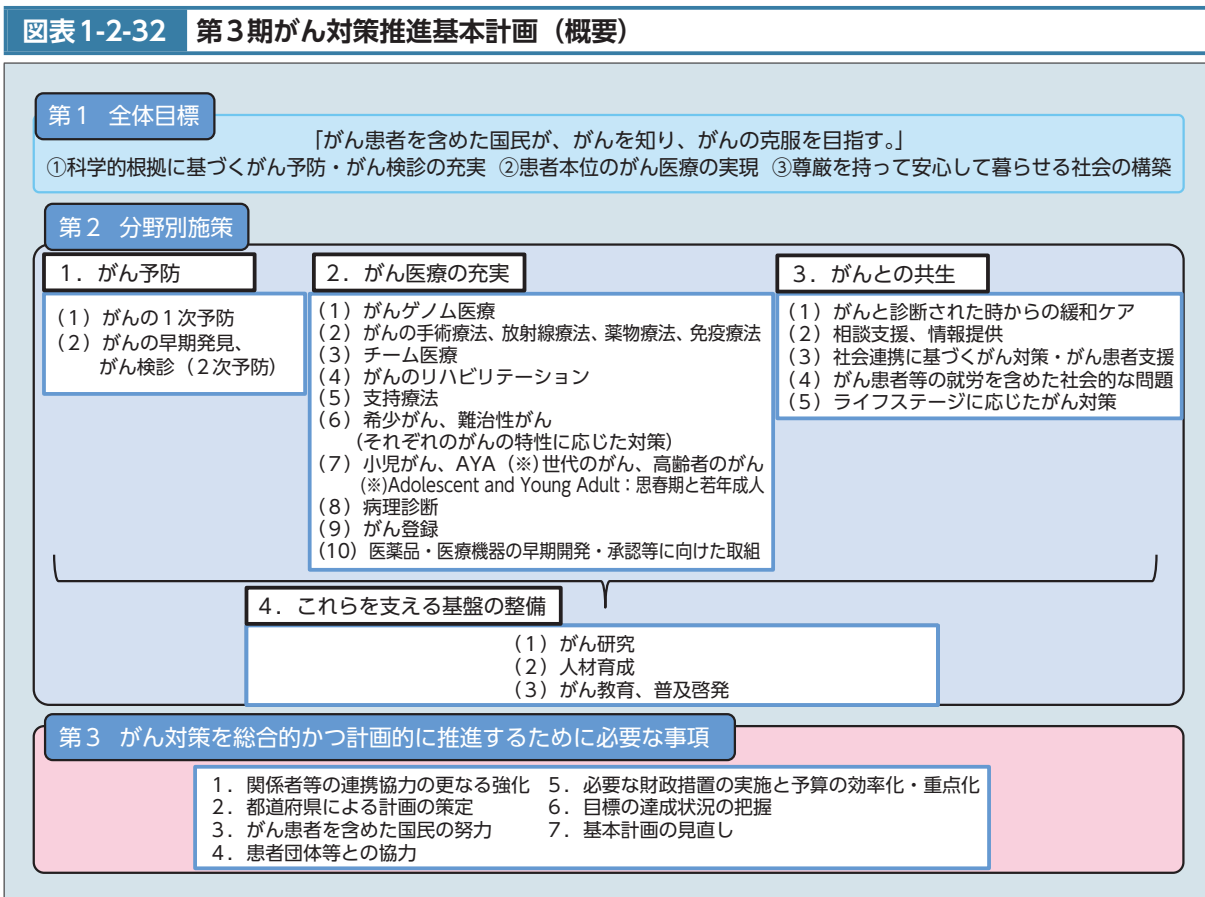 図表1-2-32 第3期がん対策推進基本計画（概要）
第1 全体目標
「がん患者を含めた国民が、がんを知り、がんの克服を目指す。」
①科学的根拠に基づくがん予防・がん検診の充実 ②患者本位のがん医療の実現 ③尊厳を持って安心して暮らせる社会の構築
第2 分野別施策
1．がん予防
（1）がんの1次予防
（2）がんの早期発見、
がん検診（2次予防）
2．がん医療の充実
（1）がんゲノム医療
（2）がんの手術療法、放射線療法、薬物療法、免疫療法
（3）チーム医療
（4）がんのリハビリテーション
（5）支持療法
（6）希少がん、難治性がん
（それぞれのがんの特性に応じた対策）
（7）小児がん、AYA（※）世代のがん、高齢者のがん
（※）Adolescent and Young Adult：思春期と若年成人
（8）病理診断
（9）がん登録
（10）医薬品・医療機器の早期開発・承認等に向けた取組
3．がんとの共生
（1）がんと診断された時からの緩和ケア
（2）相談支援、情報提供
（3）社会連携に基づくがん対策・がん患者支援
（4）がん患者等の就労を含めた社会的な問題
（5）ライフステージに応じたがん対策
4．これらを支える基盤の整備
（1）がん研究
（2）人材育成
（3）がん教育、普及啓発
第3 がん対策を総合的かつ計画的に推進するために必要な事項
1．関係者等の連携協力の更なる強化
2．都道府県による計画の策定
3．がん患者を含めた国民の努力
4．患者団体等との協力
5．必要な財政措置の実施と予算の効率化・重点化
6．目標の達成状況の把握
7．基本計画の見直し